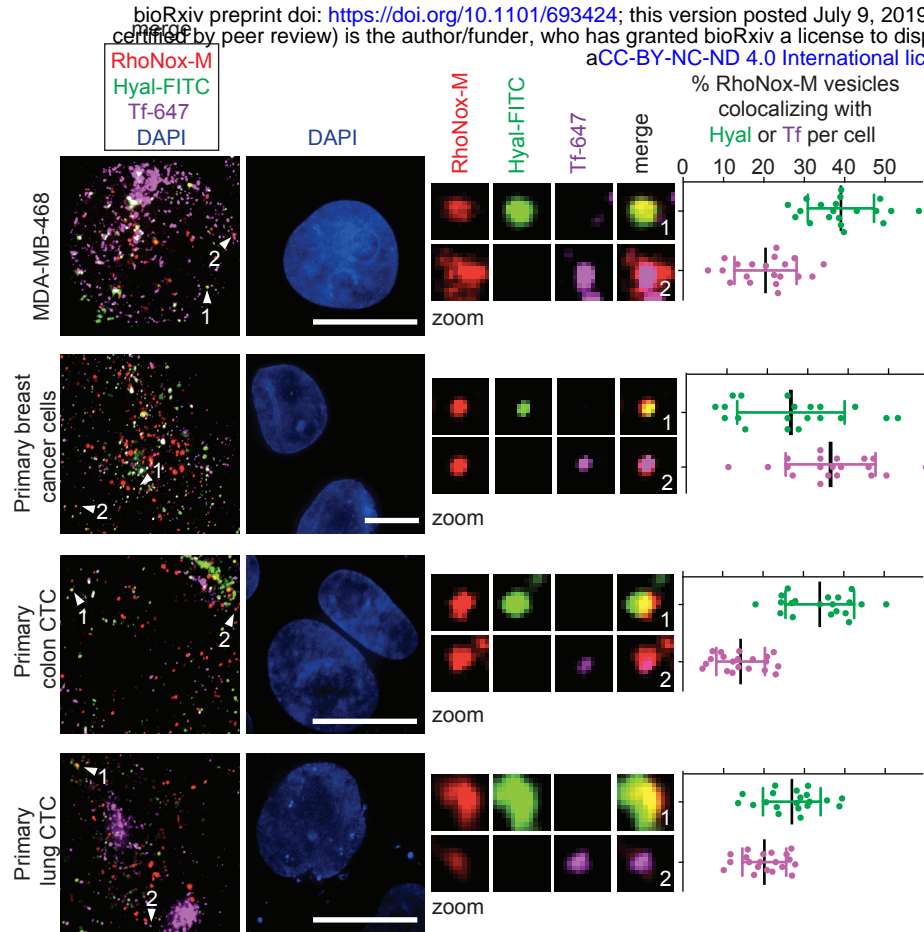 bioRxiv preprint doi: https://doi.org/10.1101/693424; this version posted July 9, 2019
certified by peer review) is the author/funder, who has granted bioRxiv a license to disp
aCC-BY-NC-ND 4.0 International lic
merge
RhoNox-M
Hyal-FITC
Tf-647
DAPI
DAPI
RhoNox-M
Hyal-FITC
Tf-647
merge
% RhoNox-M vesicles
colocalizing with
Hyal or Tf per cell
0 10 20 30 40 50
MDA-MB-468
2
1
1
2
zoom
Primary breast
cancer cells
1
2
1
2
zoom
Primary
colon CTC
1
2
1
2
zoom
Primary
lung CTC
1
2
1
2
zoom